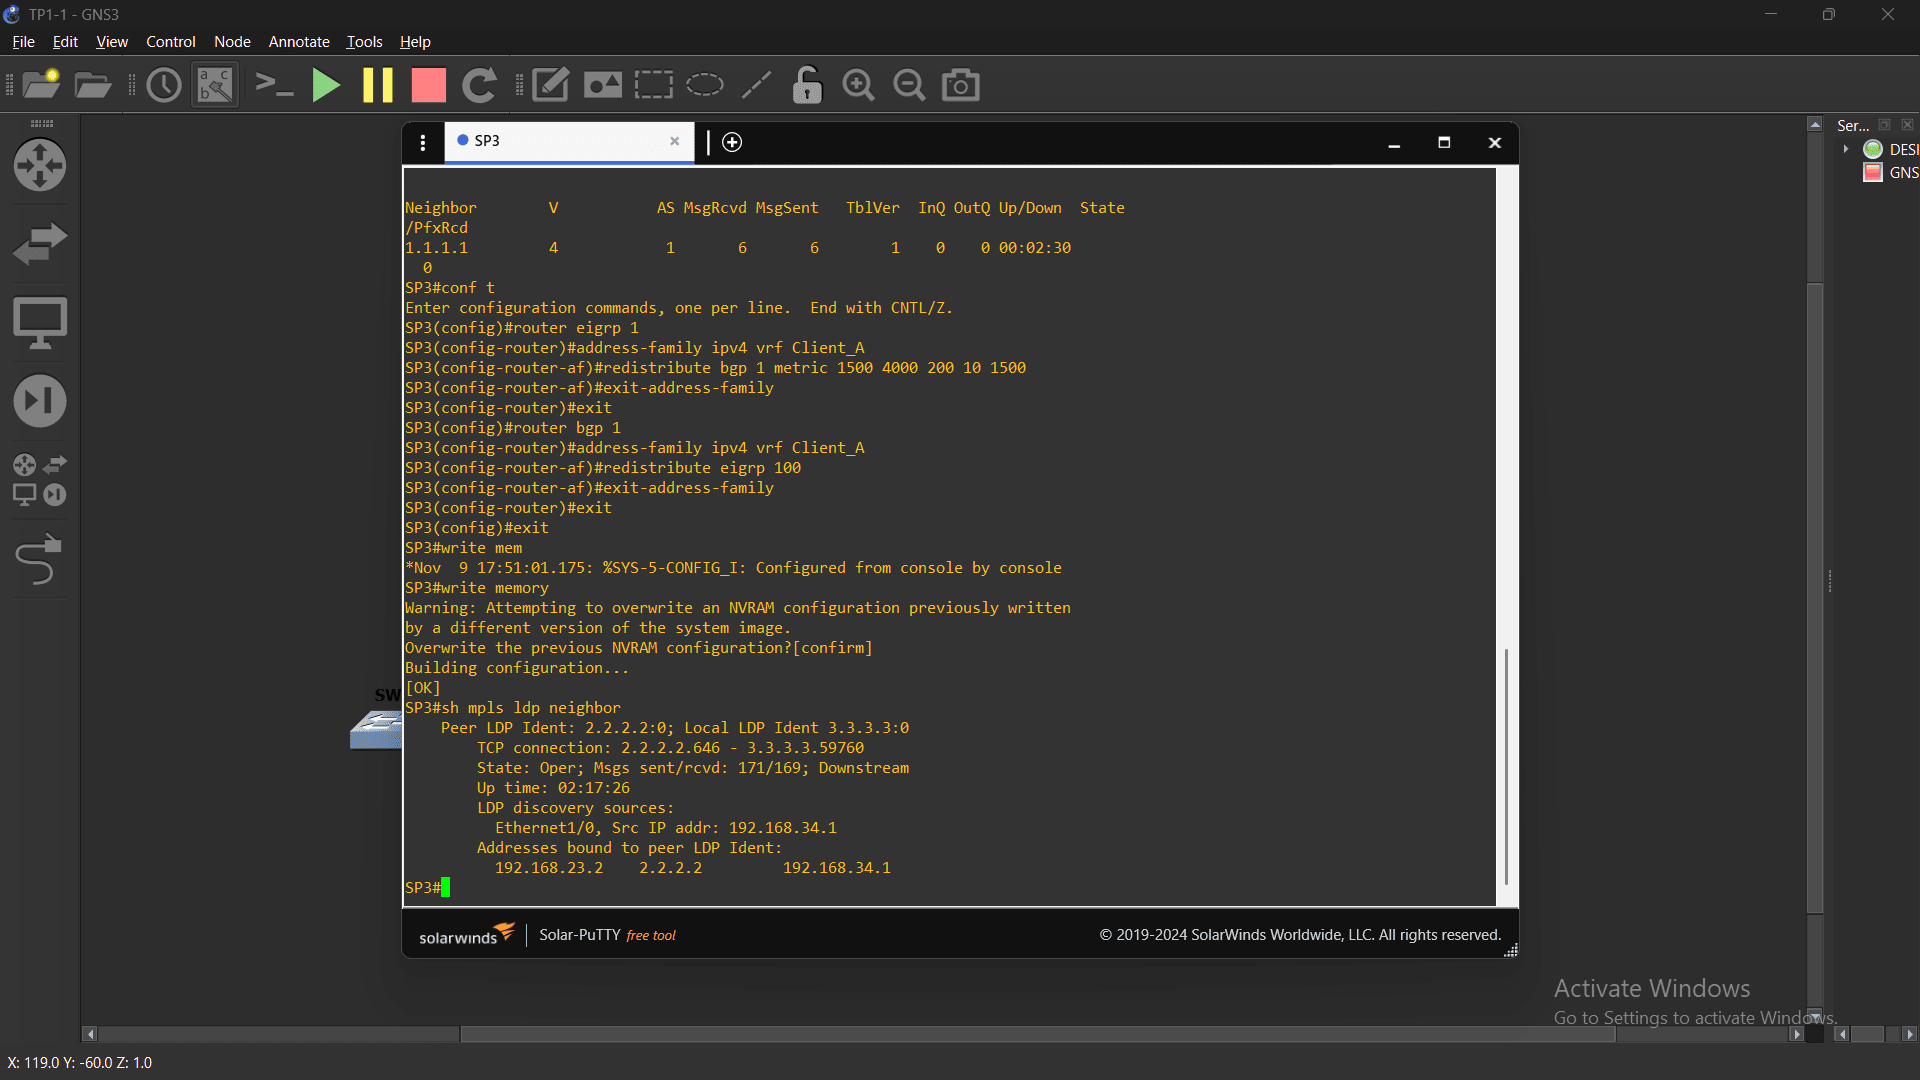 TP1-1 - GNS3
File Edit View Control Node Annotate Tools Help
SP3
Ser...
DESI
GNS
Neighbor        V           AS MsgRcvd MsgSent   TblVer  InQ OutQ Up/Down  State
/PfxRcd
1.1.1.1         4            1       6       6        1    0    0 00:02:30
  0
SP3#conf t
Enter configuration commands, one per line.  End with CNTL/Z.
SP3(config)#router eigrp 1
SP3(config-router)#address-family ipv4 vrf Client_A
SP3(config-router-af)#redistribute bgp 1 metric 1500 4000 200 10 1500
SP3(config-router-af)#exit-address-family
SP3(config-router)#exit
SP3(config)#router bgp 1
SP3(config-router)#address-family ipv4 vrf Client_A
SP3(config-router-af)#redistribute eigrp 100
SP3(config-router-af)#exit-address-family
SP3(config-router)#exit
SP3(config)#exit
SP3#write mem
*Nov  9 17:51:01.175: %SYS-5-CONFIG_I: Configured from console by console
SP3#write memory
Warning: Attempting to overwrite an NVRAM configuration previously written
by a different version of the system image.
Overwrite the previous NVRAM configuration?[confirm]
Building configuration...
[OK]
SP3#sh mpls ldp neighbor
    Peer LDP Ident: 2.2.2.2:0; Local LDP Ident 3.3.3.3:0
        TCP connection: 2.2.2.2.646 - 3.3.3.3.59760
        State: Oper; Msgs sent/rcvd: 171/169; Downstream
        Up time: 02:17:26
        LDP discovery sources:
          Ethernet1/0, Src IP addr: 192.168.34.1
        Addresses bound to peer LDP Ident:
          192.168.23.2    2.2.2.2         192.168.34.1
SP3#
SW
solarwinds Solar-PuTTY free tool © 2019-2024 SolarWinds Worldwide, LLC. All rights reserved.
Activate Windows
Go to Settings to activate Windows.
X: 119.0 Y: -60.0 Z: 1.0